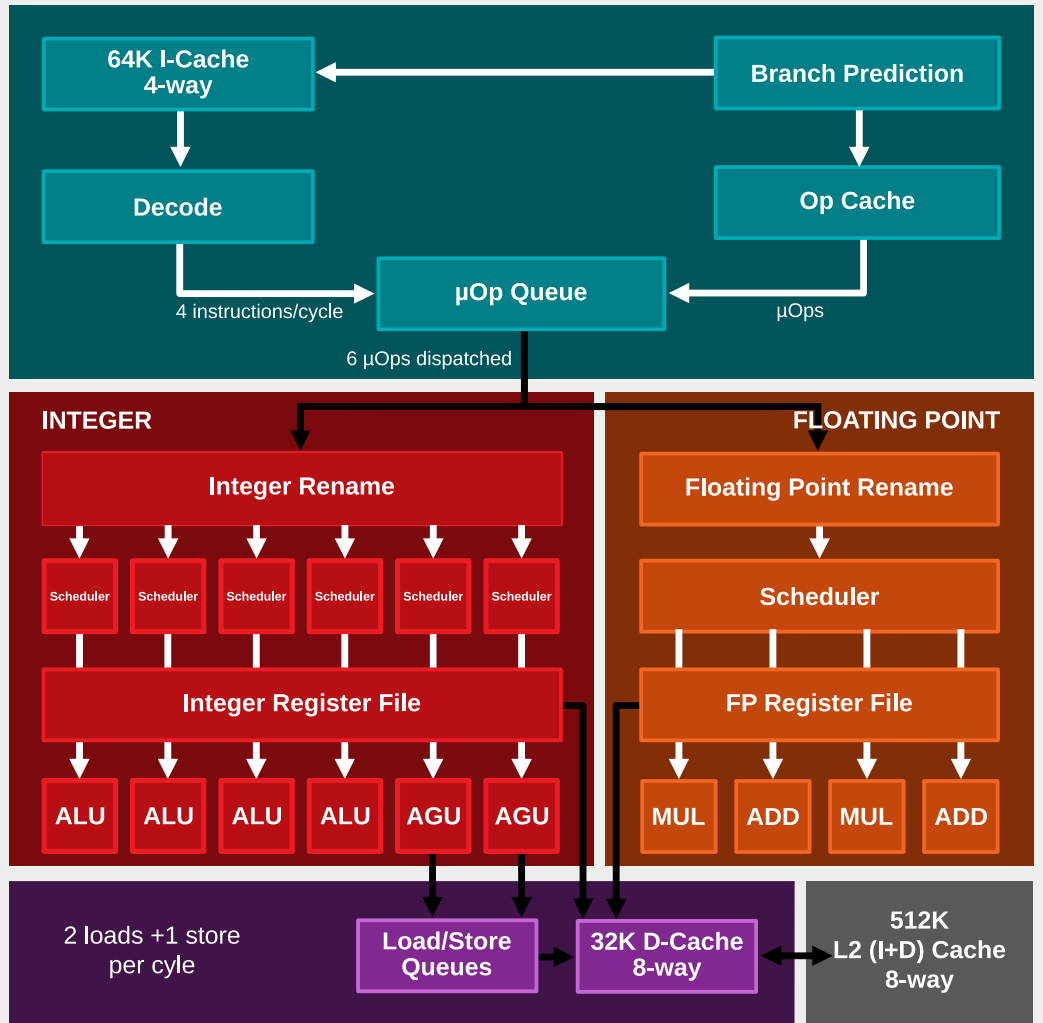 64K I-Cache
4-way
Branch Prediction
Decode
Op Cache
µOp Queue
4 instructions/cycle
µOps
6 µOps dispatched
INTEGER
FLOATING POINT
Integer Rename
Floating Point Rename
Scheduler
Scheduler
Scheduler
Scheduler
Scheduler
Scheduler
Scheduler
Integer Register File
FP Register File
ALU
ALU
ALU
ALU
AGU
AGU
MUL
ADD
MUL
ADD
2 loads +1 store
per cyle
Load/Store
Queues
32K D-Cache
8-way
512K
L2 (I+D) Cache
8-way